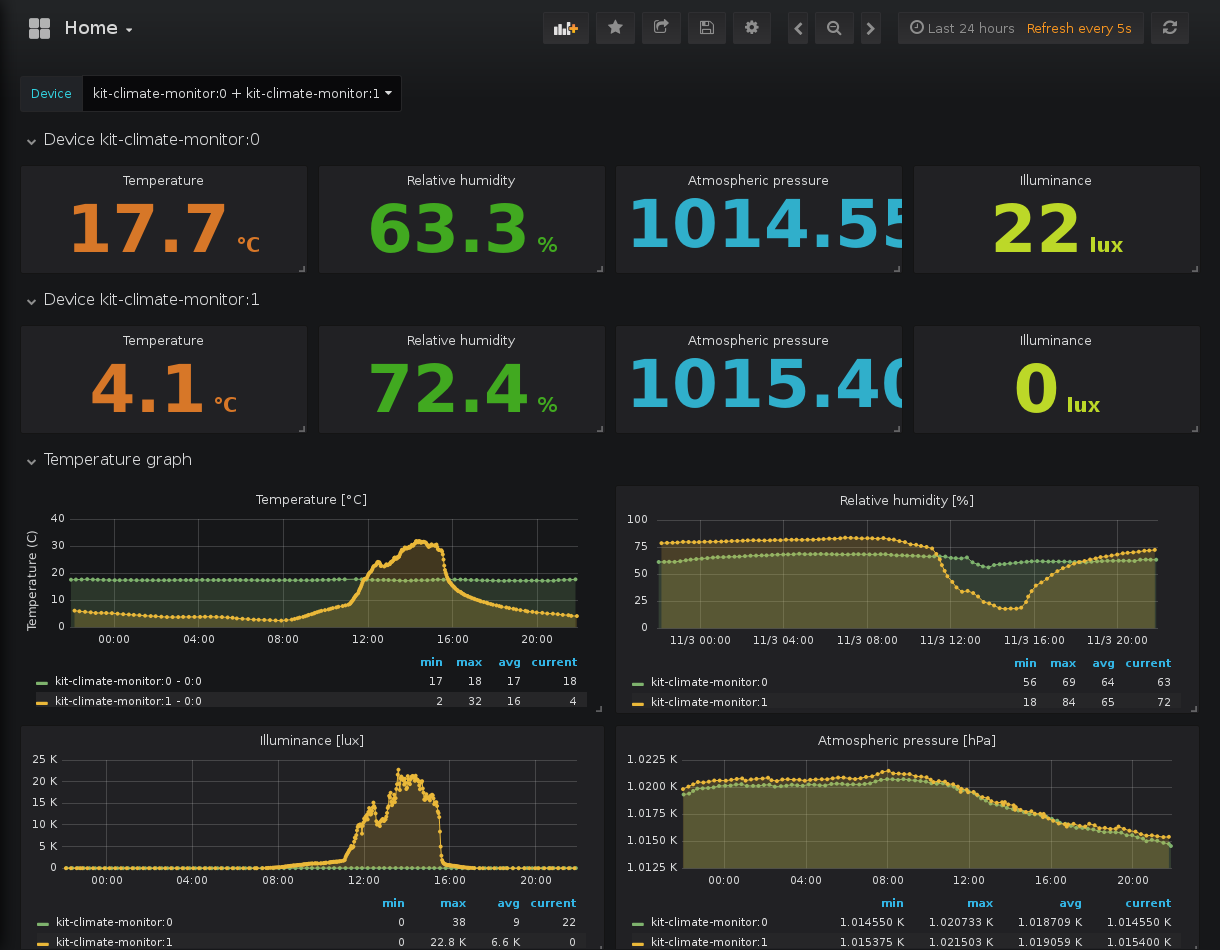 Home
Last 24 hours Refresh every 5s
Device kit-climate-monitor:0 + kit-climate-monitor:1
Device kit-climate-monitor:0
Temperature Relative humidity Atmospheric pressure Illuminance
17.7 °C 63.3 % 1014.55 22 lux
Device kit-climate-monitor:1
Temperature Relative humidity Atmospheric pressure Illuminance
4.1 °C 72.4 % 1015.40 0 lux
Temperature graph
Temperature [°C]
Temperature (C)
40
30
20
10
0
00:00 04:00 08:00 12:00 16:00 20:00
min max avg current
kit-climate-monitor:0 - 0:0 17 18 17 18
kit-climate-monitor:1 - 0:0 2 32 16 4
Relative humidity [%]
100
75
50
25
0
11/3 00:00 11/3 04:00 11/3 08:00 11/3 12:00 11/3 16:00 11/3 20:00
min max avg current
kit-climate-monitor:0 56 69 64 63
kit-climate-monitor:1 18 84 65 72
Illuminance [lux]
25 K
20 K
15 K
10 K
5 K
0
00:00 04:00 08:00 12:00 16:00 20:00
min max avg current
kit-climate-monitor:0 0 38 9 22
kit-climate-monitor:1 0 22.8 K 6.6 K 0
Atmospheric pressure [hPa]
1.0225 K
1.0200 K
1.0175 K
1.0150 K
1.0125 K
00:00 04:00 08:00 12:00 16:00 20:00
min max avg current
kit-climate-monitor:0 1.014550 K 1.020733 K 1.018709 K 1.014550 K
kit-climate-monitor:1 1.015375 K 1.021503 K 1.019059 K 1.015400 K